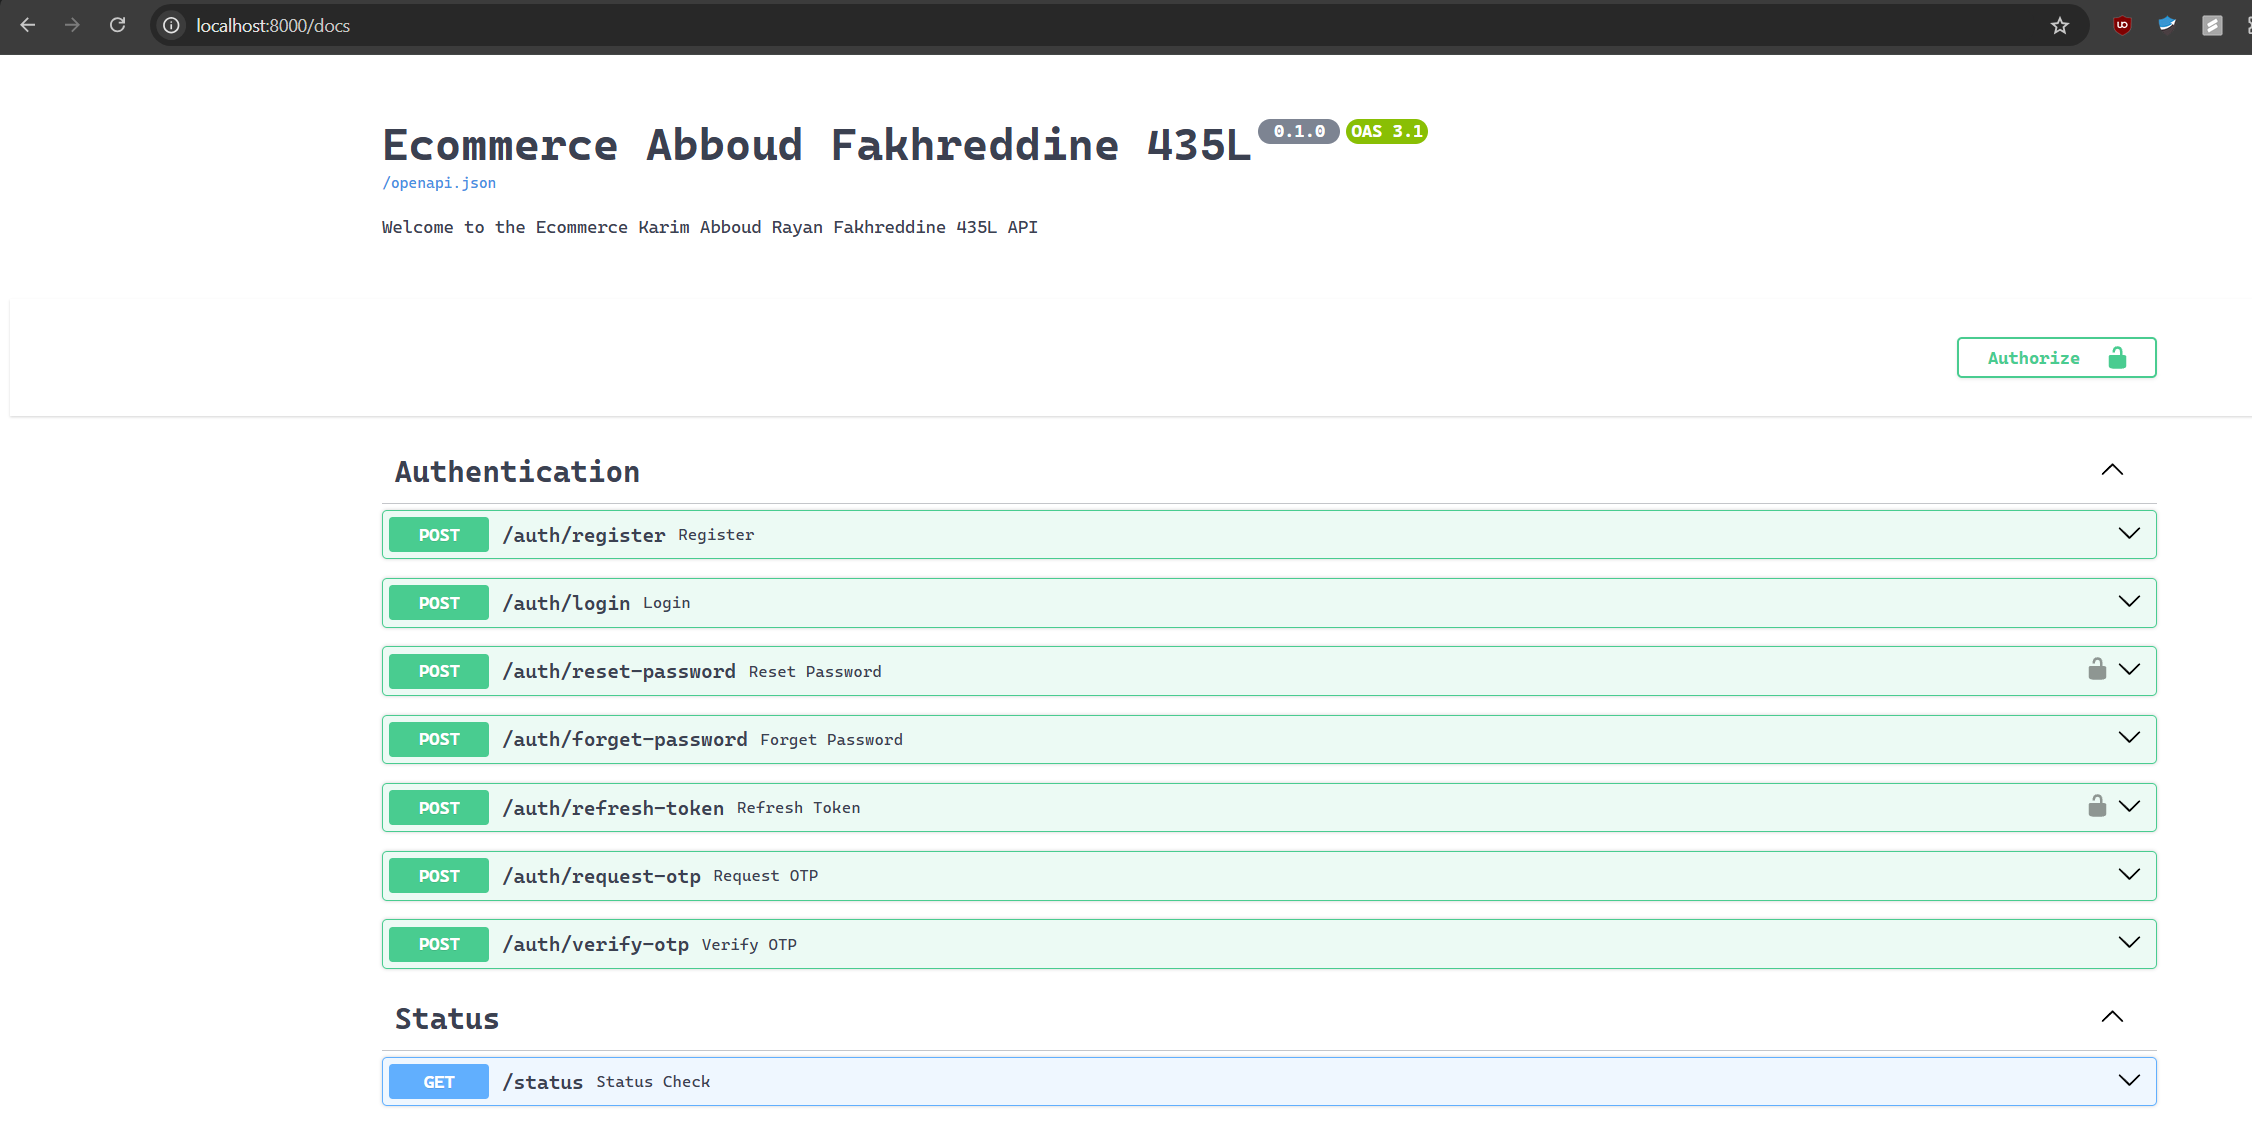 localhost:8000/docs
Ecommerce Abboud Fakhreddine 435L 0.1.0 OAS 3.1
/openapi.json
Welcome to the Ecommerce Karim Abboud Rayan Fakhreddine 435L API
Authorize
Authentication
POST /auth/register Register
POST /auth/login Login
POST /auth/reset-password Reset Password
POST /auth/forget-password Forget Password
POST /auth/refresh-token Refresh Token
POST /auth/request-otp Request OTP
POST /auth/verify-otp Verify OTP
Status
GET /status Status Check